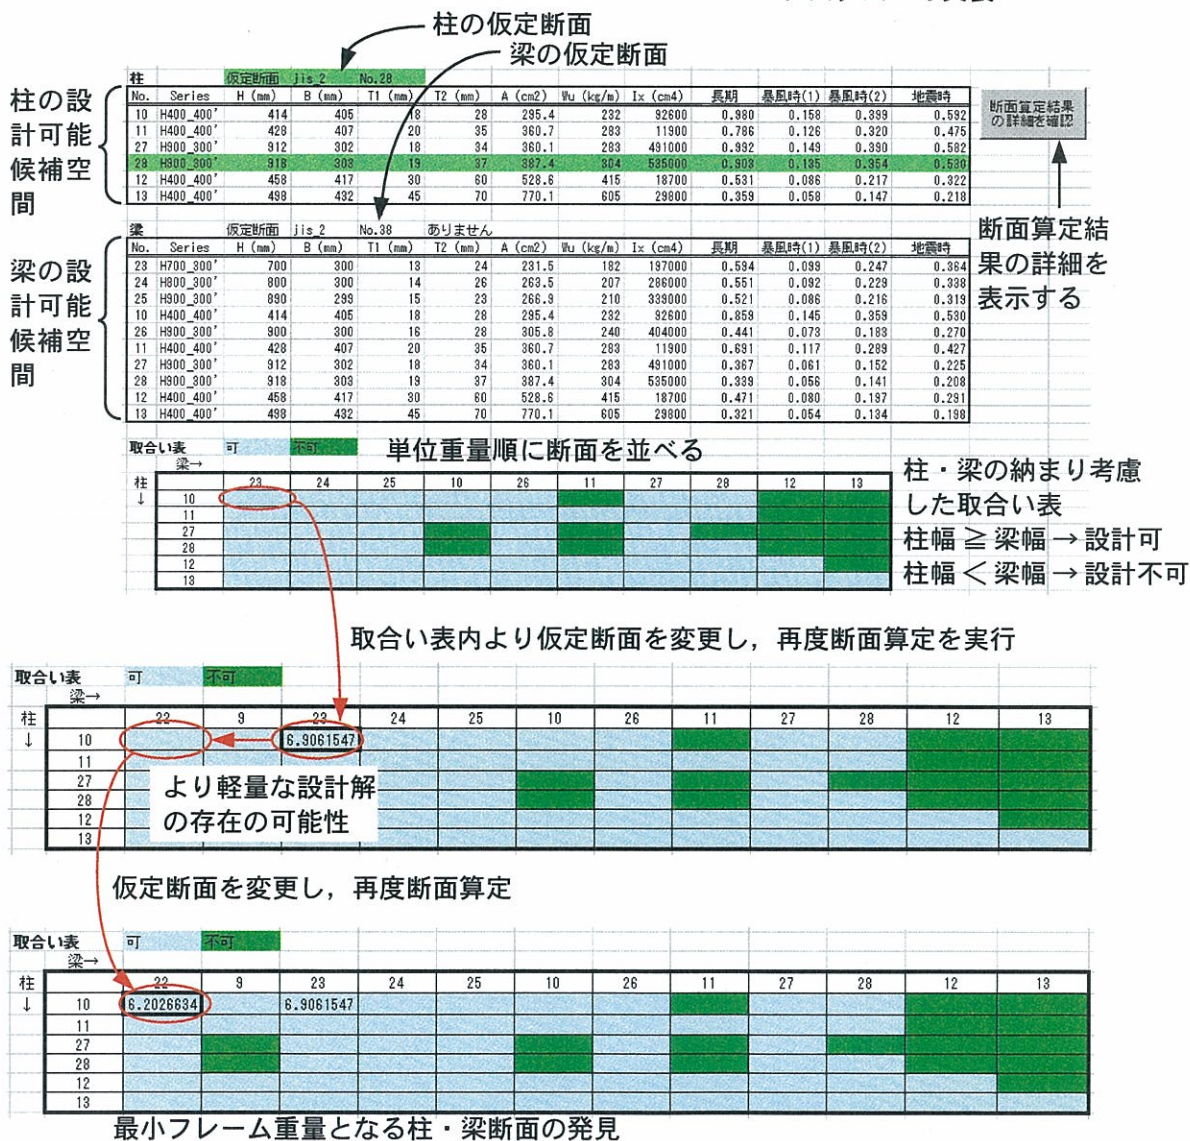 柱の仮定断面
梁の仮定断面
柱の設
計可能
候補空
間
柱 仮定断面 jis_2 No.28
No. Series H (mm) B (mm) T1 (mm) T2 (mm) A (cm2) Wu (kg/m) Ix (cm4) 長期 暴風時(1) 暴風時(2) 地震時
10 H400_400' 414 405 18 28 295.4 232 92600 0.980 0.158 0.399 0.592
11 H400_400' 428 407 20 35 360.7 283 11900 0.786 0.126 0.320 0.475
27 H900_300' 912 302 18 34 360.1 283 491000 0.992 0.149 0.390 0.582
28 H900_300' 918 303 19 37 387.4 304 535000 0.903 0.135 0.354 0.530
12 H400_400' 458 417 30 60 528.6 415 18700 0.531 0.086 0.217 0.322
13 H400_400' 498 432 45 70 770.1 605 29800 0.359 0.058 0.147 0.218
断面算定結果
の詳細を確認
断面算定結
果の詳細を
表示する
梁の設
計可能
候補空
間
梁 仮定断面 jis_2 No.38 ありません
No. Series H (mm) B (mm) T1 (mm) T2 (mm) A (cm2) Wu (kg/m) Ix (cm4) 長期 暴風時(1) 暴風時(2) 地震時
23 H700_300' 700 300 13 24 231.5 182 197000 0.594 0.099 0.247 0.364
24 H800_300' 800 300 14 26 263.5 207 286000 0.551 0.092 0.229 0.338
25 H900_300' 890 299 15 23 266.9 210 339000 0.521 0.086 0.216 0.319
10 H400_400' 414 405 18 28 295.4 232 92600 0.859 0.145 0.359 0.530
26 H900_300' 900 300 16 28 305.8 240 404000 0.441 0.073 0.183 0.270
11 H400_400' 428 407 20 35 360.7 283 11900 0.691 0.117 0.289 0.427
27 H900_300' 912 302 18 34 360.1 283 491000 0.367 0.061 0.152 0.225
28 H900_300' 918 303 19 37 387.4 304 535000 0.339 0.056 0.141 0.208
12 H400_400' 458 417 30 60 528.6 415 18700 0.471 0.080 0.197 0.291
13 H400_400' 498 432 45 70 770.1 605 29800 0.321 0.054 0.134 0.198
取合い表 可 不可 単位重量順に断面を並べる
梁→
柱 23 24 25 10 26 11 27 28 12 13
↓ 10
11
27
28
12
13
柱・梁の納まり考慮
した取合い表
柱幅 ≧ 梁幅 → 設計可
柱幅 < 梁幅 → 設計不可
取合い表内より仮定断面を変更し，再度断面算定を実行
取合い表 可 不可
梁→
柱 22 9 23 24 25 10 26 11 27 28 12 13
↓ 10 6.9061547
11
27
28
12
13
より軽量な設計解
の存在の可能性
仮定断面を変更し，再度断面算定
取合い表 可 不可
梁→
柱 22 9 23 24 25 10 26 11 27 28 12 13
↓ 10 6.2026634 6.9061547
11
27
28
12
13
最小フレーム重量となる柱・梁断面の発見